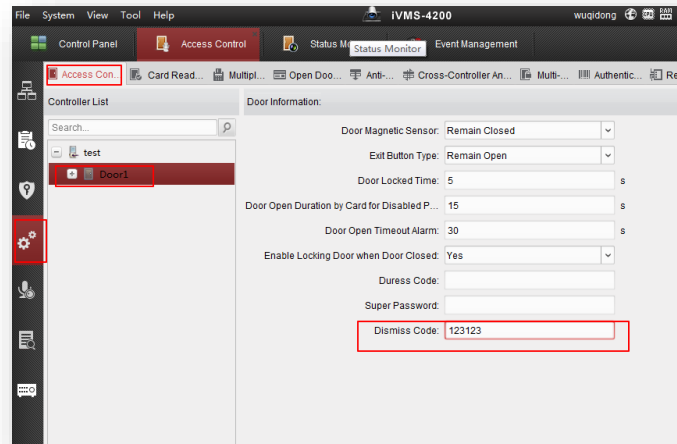 File System View Tool Help iVMS-4200 wuqidong
Control Panel Access Control Status Mo Event Management
Status Monitor
Access Con... Card Read... Multipl... Open Doo... Anti-... Cross-Controller An... Multi-... Authentic... Re
Controller List Door Information:
Search...
test
Door1
Door Magnetic Sensor: Remain Closed
Exit Button Type: Remain Open
Door Locked Time: 5 s
Door Open Duration by Card for Disabled P... 15 s
Door Open Timeout Alarm: 30 s
Enable Locking Door when Door Closed: Yes
Duress Code:
Super Password:
Dismiss Code: 123123